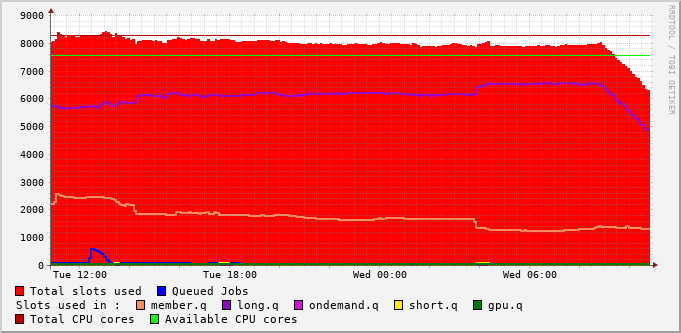 9000
8000
7000
6000
5000
4000
3000
2000
1000
0
Tue 12:00 Tue 18:00 Wed 00:00 Wed 06:00
RRDTOOL / TOBI OETIKER
Total slots used Queued Jobs
Slots used in : member.q long.q ondemand.q short.q gpu.q
Total CPU cores Available CPU cores